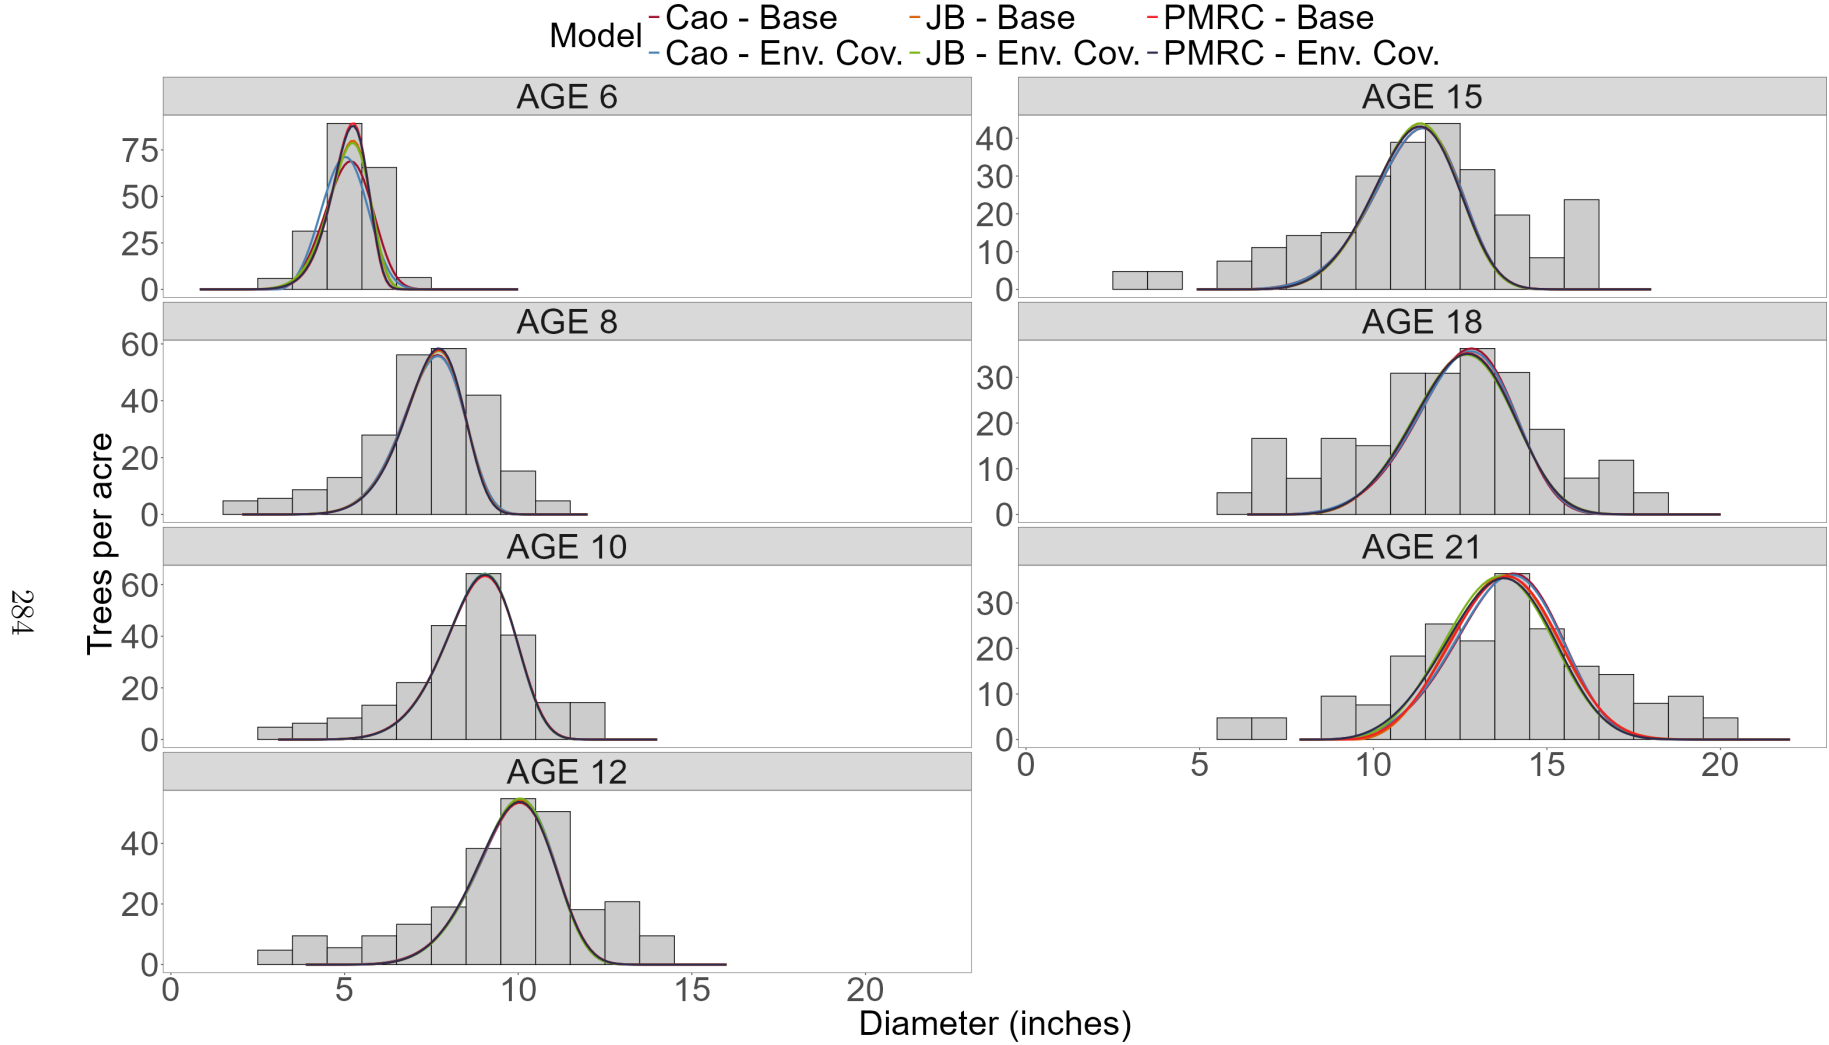 Model
Cao - Base JB - Base PMRC - Base
Cao - Env. Cov. JB - Env. Cov. PMRC - Env. Cov.
AGE 6
75
50
25
0
AGE 15
40
30
20
10
0
AGE 8
60
40
20
0
AGE 18
30
20
10
0
AGE 10
60
40
20
0
AGE 21
30
20
10
0
0 5 10 15 20
AGE 12
40
20
0
0 5 10 15 20
Trees per acre
Diameter (inches)
284